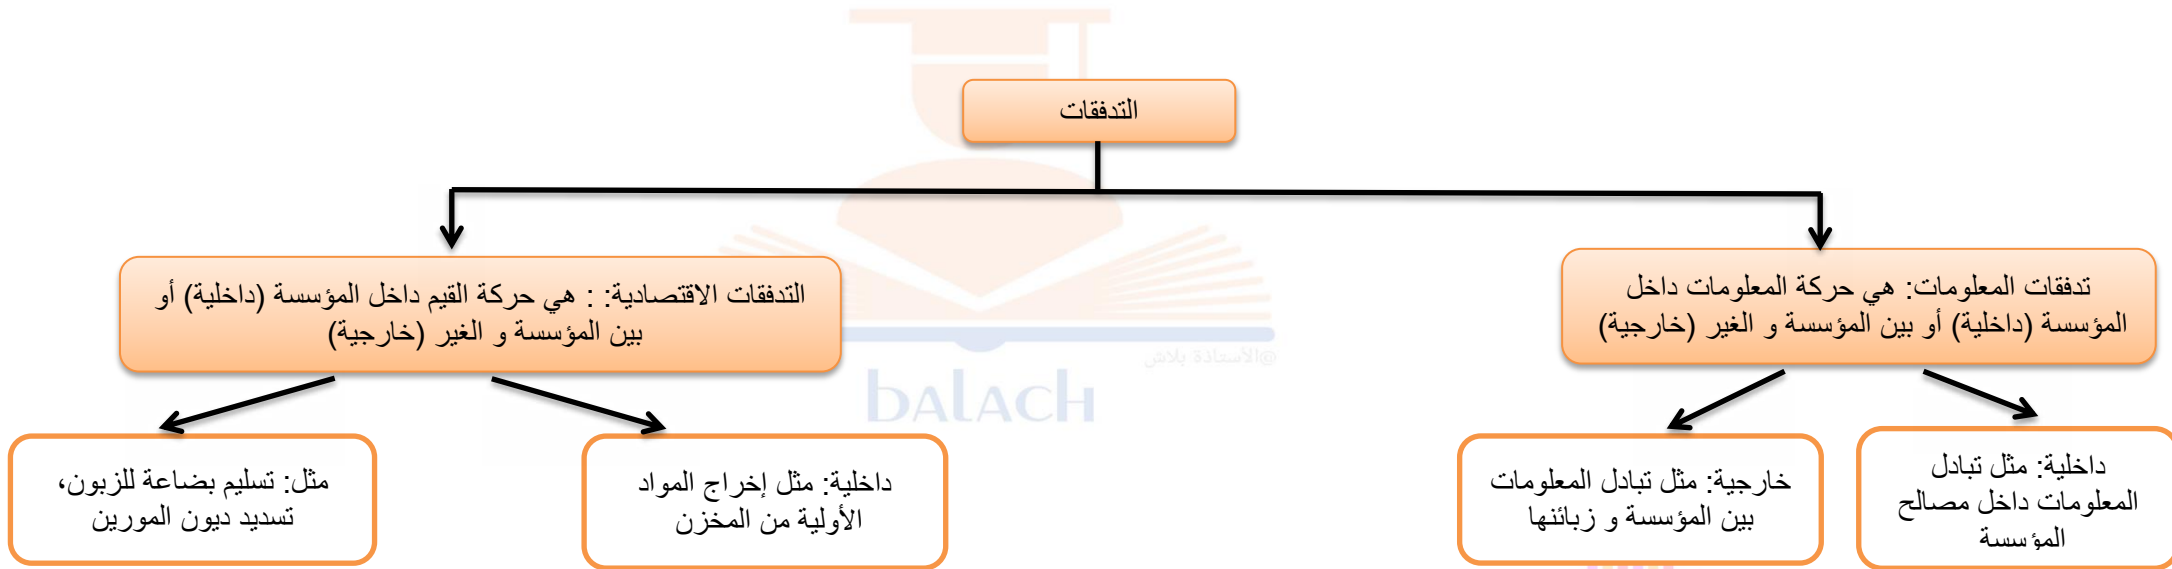 التدفقات
تدفقات المعلومات: هي حركة المعلومات داخل
المؤسسة (داخلية) أو بين المؤسسة و الغير (خارجية)
التدفقات الاقتصادية: : هي حركة القيم داخل المؤسسة (داخلية) أو
بين المؤسسة و الغير (خارجية)
@الأستاذة بلاش
bAlACH
داخلية: مثل تبادل
المعلومات داخل مصالح
المؤسسة
خارجية: مثل تبادل المعلومات
بين المؤسسة و زبائنها
داخلية: مثل إخراج المواد
الأولية من المخزن
مثل: تسليم بضاعة للزبون،
تسديد ديون المورين